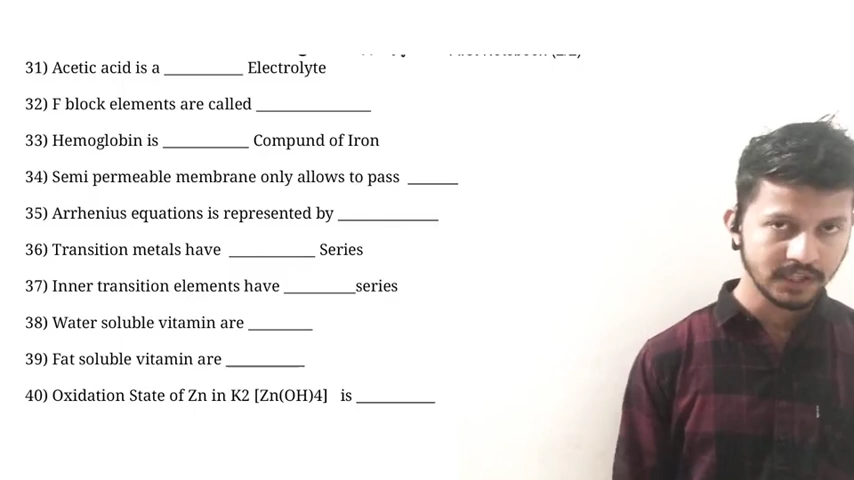 31) Acetic acid is a __________ Electrolyte
32) F block elements are called _______________
33) Hemoglobin is ___________ Compund of Iron
34) Semi permeable membrane only allows to pass ______
35) Arrhenius equations is represented by _____________
36) Transition metals have ___________ Series
37) Inner transition elements have _________series
38) Water soluble vitamin are ________
39) Fat soluble vitamin are __________
40) Oxidation State of Zn in K2 [Zn(OH)4] is __________